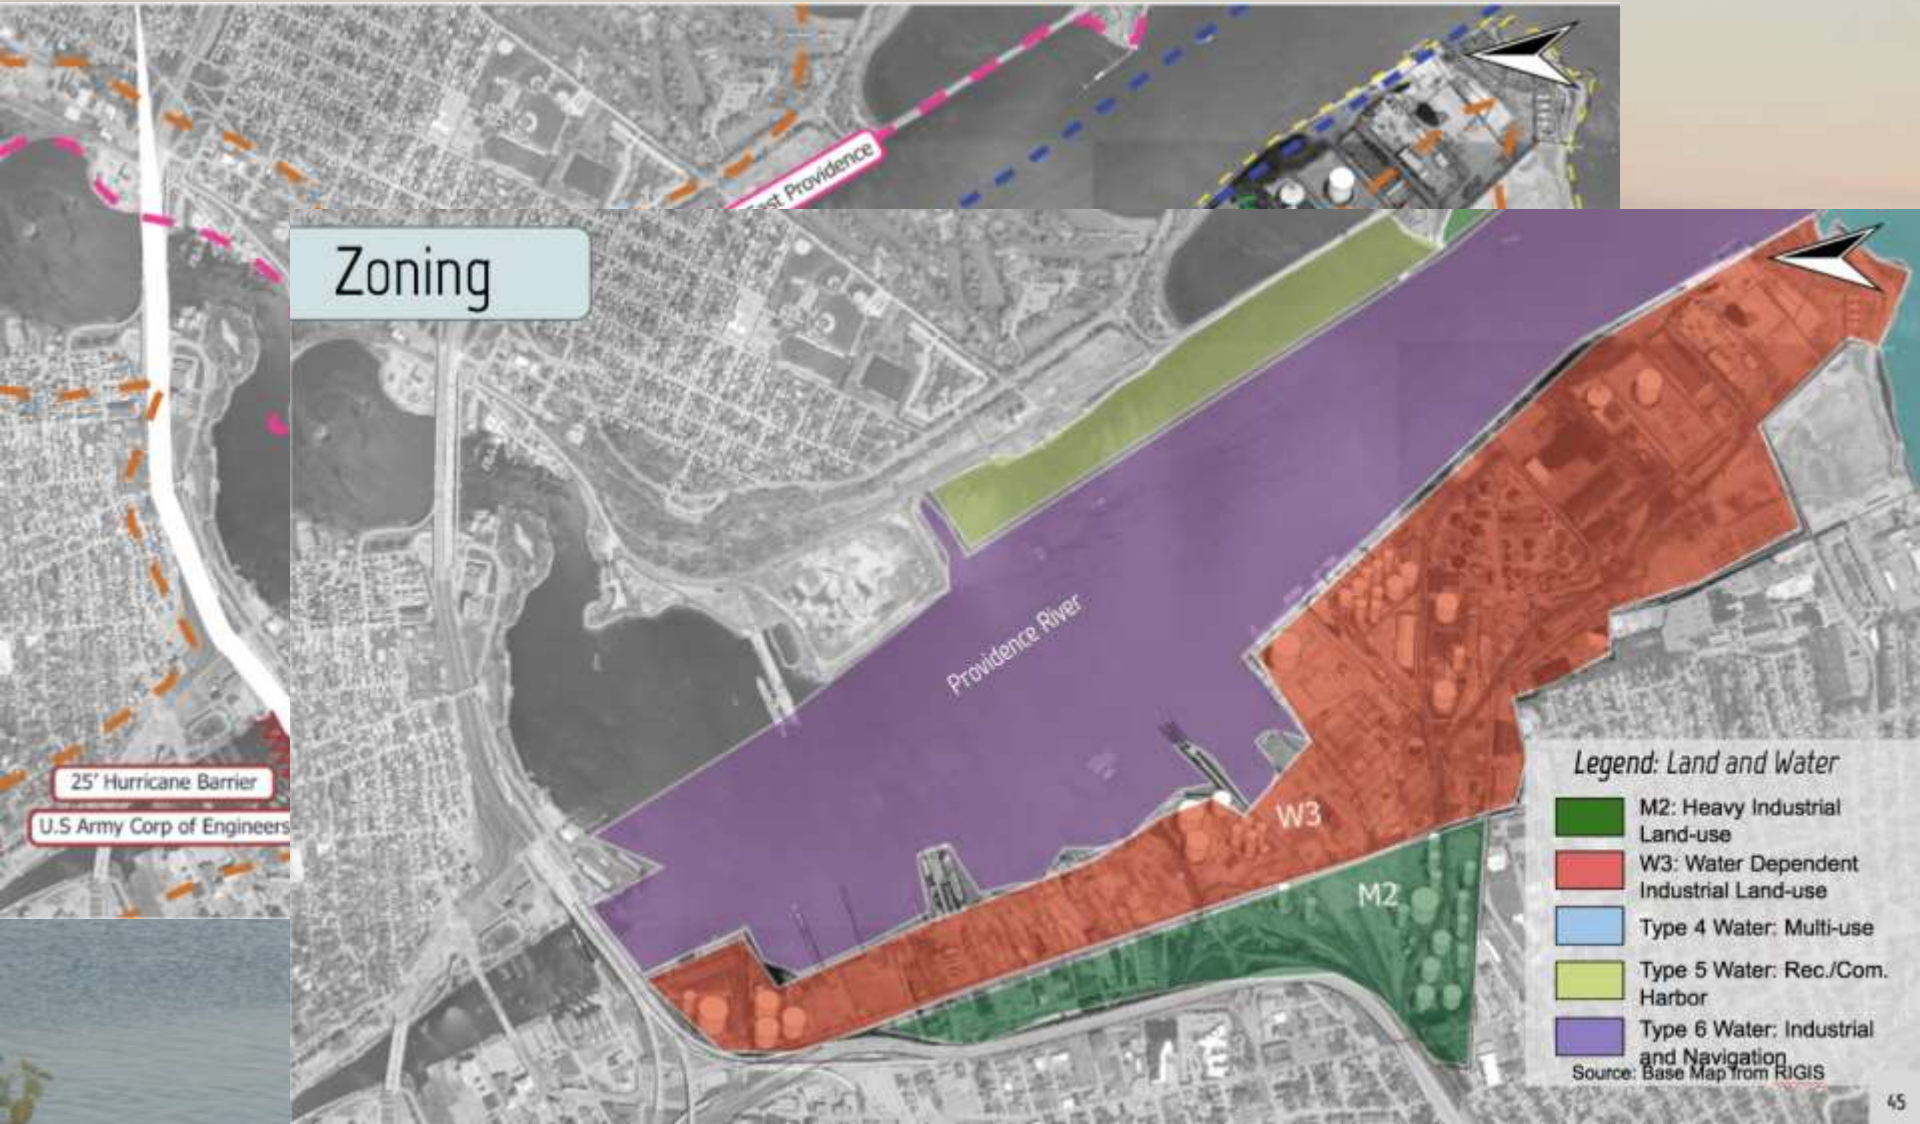 st Providence
Zoning
Providence River
25' Hurricane Barrier
U.S Army Corp of Engineers
W3
M2
Legend: Land and Water
M2: Heavy Industrial
Land-use
W3: Water Dependent
Industrial Land-use
Type 4 Water: Multi-use
Type 5 Water: Rec./Com.
Harbor
Type 6 Water: Industrial
and Navigation
Source: Base Map from RIGIS
45